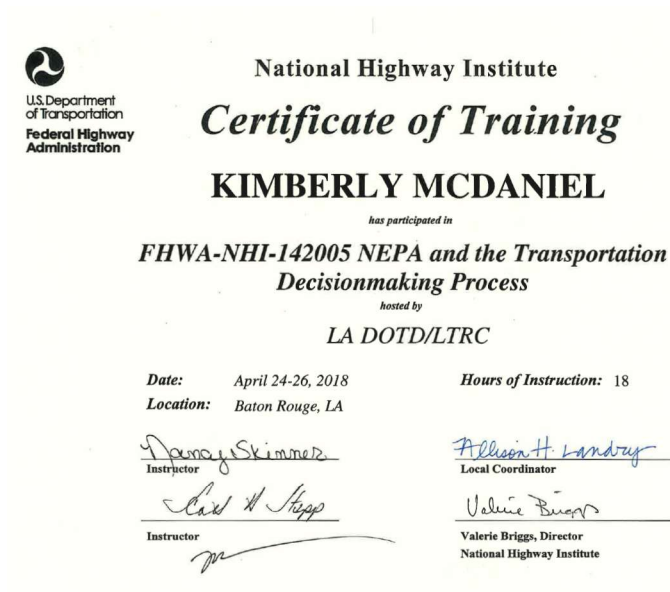 U.S. Department
of Transportation
Federal Highway
Administration
National Highway Institute
Certificate of Training
KIMBERLY MCDANIEL
has participated in
FHWA-NHI-142005 NEPA and the Transportation
Decisionmaking Process
hosted by
LA DOTD/LTRC
Date: April 24-26, 2018
Hours of Instruction: 18
Location: Baton Rouge, LA
Nancy Skinner
Instructor
Allison H. Landry
Local Coordinator
Stepp
Instructor
Valerie Briggs
Valerie Briggs, Director
National Highway Institute